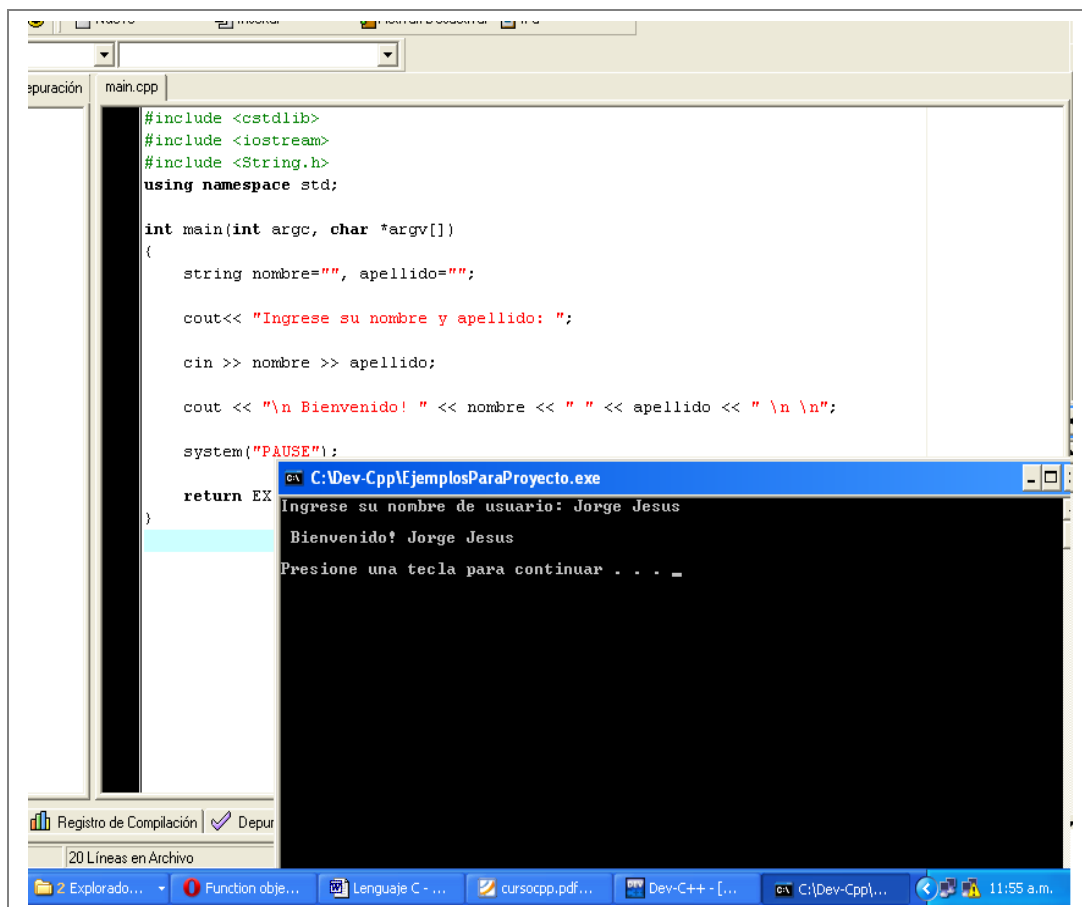 epuración main.cpp
#include <cstdlib>
#include <iostream>
#include <String.h>
using namespace std;
int main(int argc, char *argv[])
{
string nombre="", apellido="";
cout<< "Ingrese su nombre y apellido: ";
cin >> nombre >> apellido;
cout << "\n Bienvenido! " << nombre << " " << apellido << " \n \n";
system("PAUSE");
return EX
}
C:\Dev-Cpp\EjemplosParaProyecto.exe
Ingrese su nombre de usuario: Jorge Jesus
Bienvenido! Jorge Jesus
Presione una tecla para continuar . . . _
Registro de Compilación Depur
20 Líneas en Archivo
2 Explorado... Function obje... Lenguaje C - ... cursocpp.pdf... Dev-C++ - [... C:\Dev-Cpp\... 11:55 a.m.